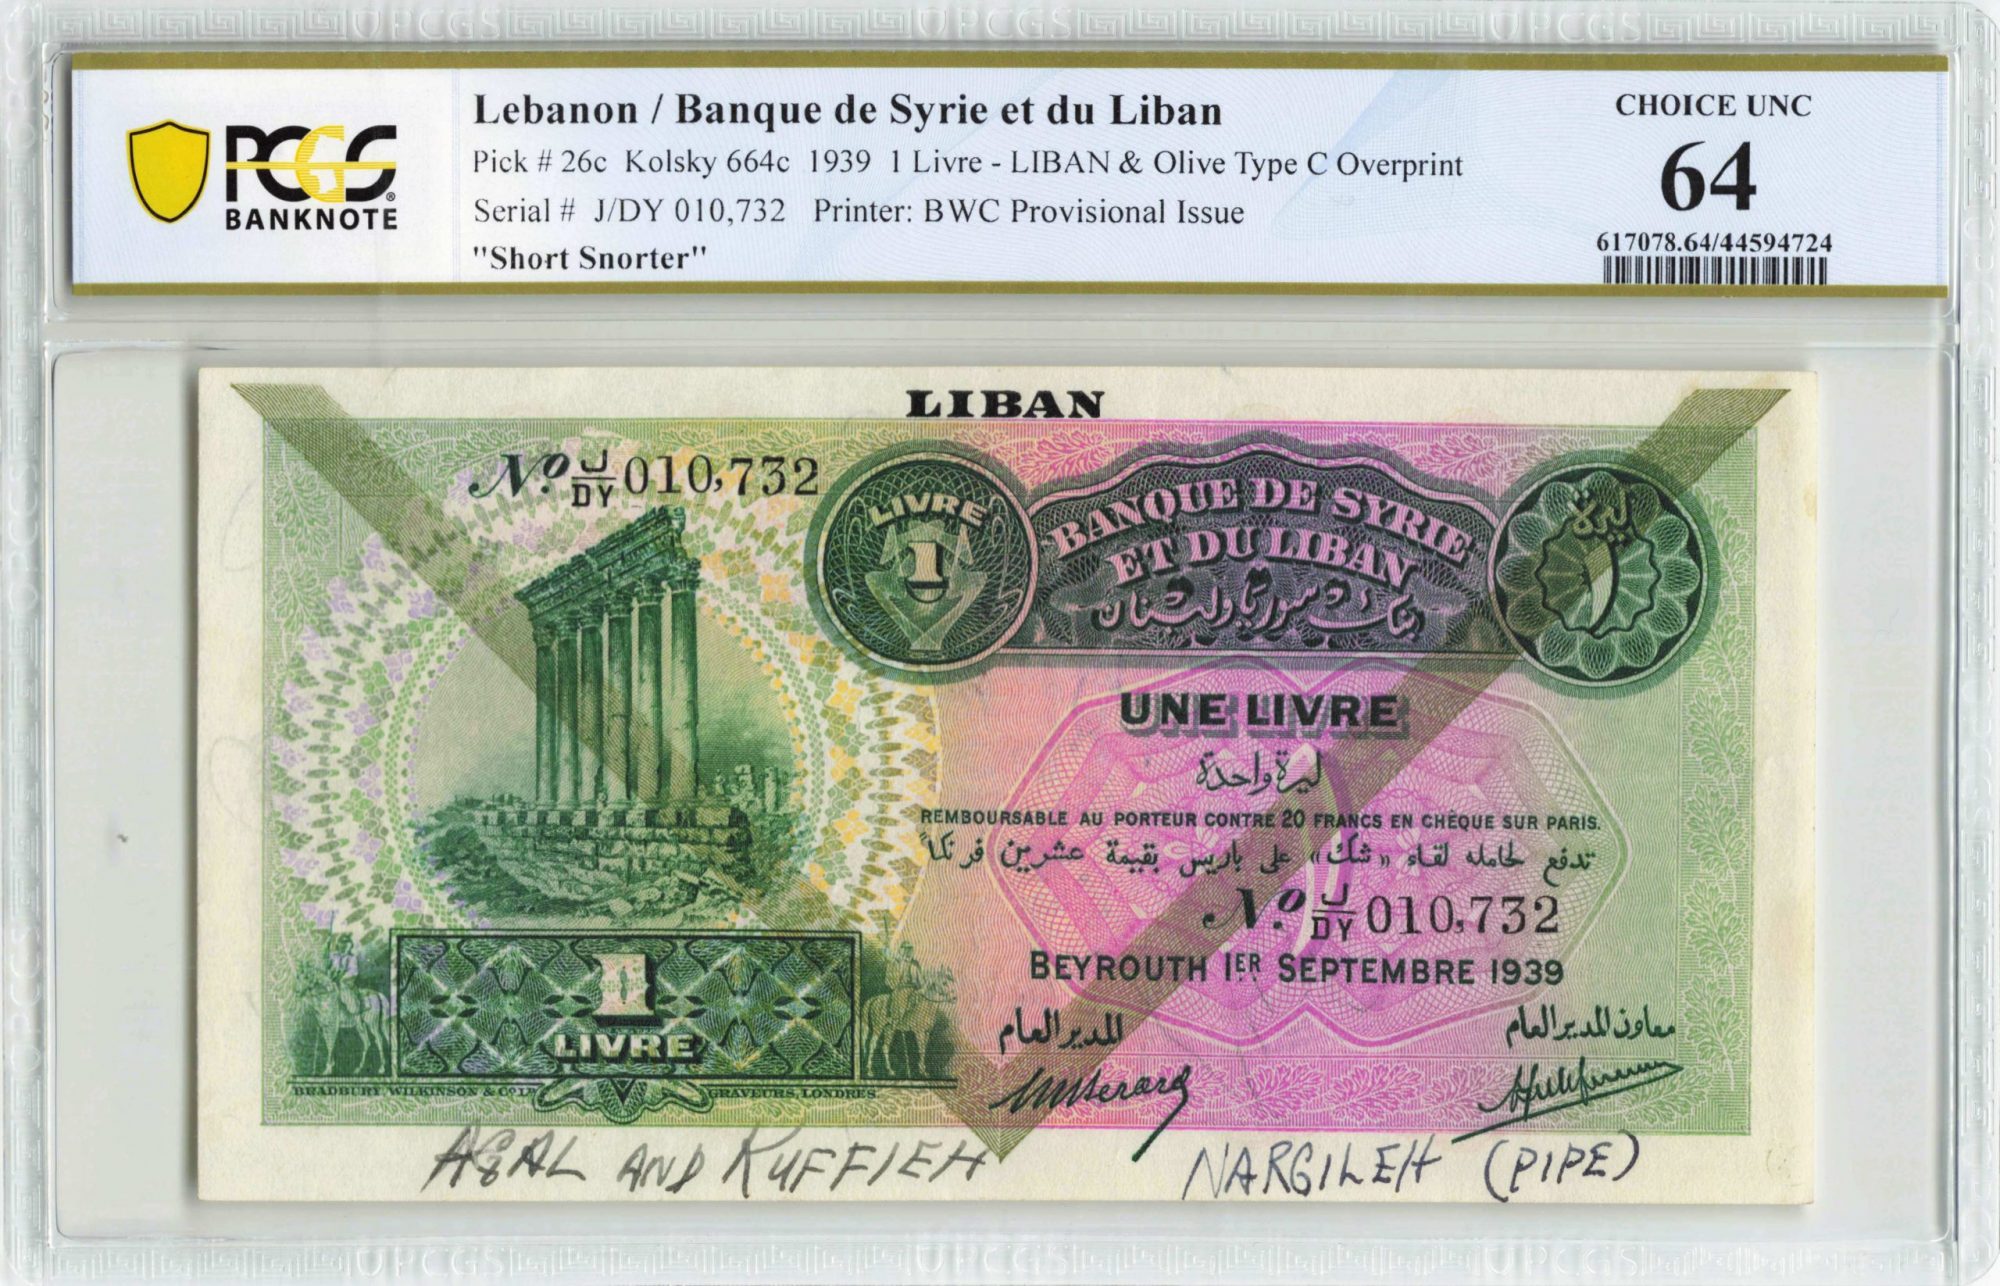 PCGS BANKNOTE
Lebanon / Banque de Syrie et du Liban
Pick # 26c Kolsky 664c 1939 1 Livre - LIBAN & Olive Type C Overprint
Serial # J/DY 010,732 Printer: BWC Provisional Issue
"Short Snorter"
CHOICE UNC
64
617078.64/44594724
LIBAN
No. J/DY 010,732
LIVRE
1
BANQUE DE SYRIE
ET DU LIBAN
بنك دو سوريا ولبنان
ليرة
١
UNE LIVRE
ليرة واحدة
REMBOURSABLE AU PORTEUR CONTRE 20 FRANCS EN CHÈQUE SUR PARIS.
تدفع لحامله لقاء «شك» على باريس بقيمة عشرين فرنكاً
No. J/DY 010,732
BEYROUTH 1ER SEPTEMBRE 1939
المدير العام
معاون المدير العام
1
LIVRE
BRADBURY, WILKINSON & Co. Ld. GRAVEURS, LONDRES.
AGAL AND KUFFIEH
NARGILEH (PIPE)